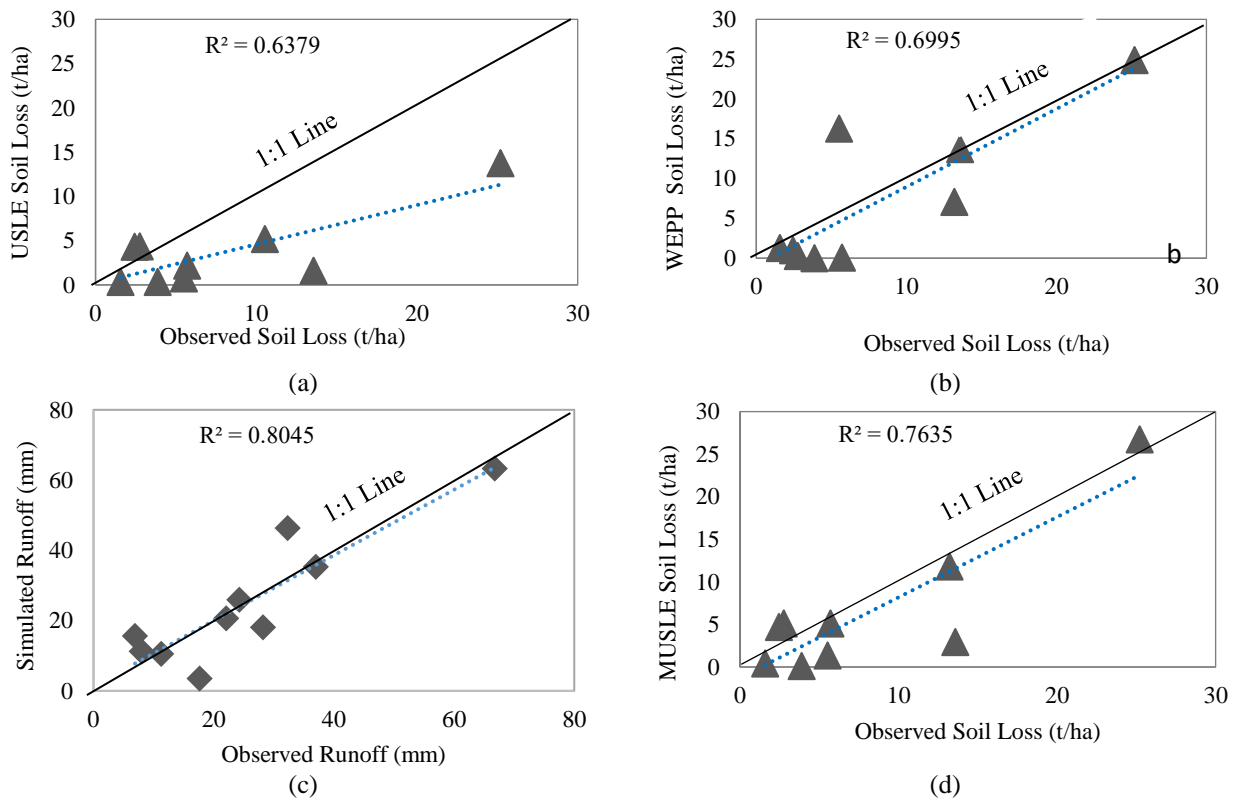 R² = 0.6379
USLE Soil Loss (t/ha)
30
25
20
15
10
5
0
1:1 Line
0 10 20 30
Observed Soil Loss (t/ha)
(a)
R² = 0.6995
WEPP Soil Loss (t/ha)
30
25
20
15
10
5
0
1:1 Line
b
0 10 20 30
Observed Soil Loss (t/ha)
(b)
R² = 0.8045
Simulated Runoff (mm)
80
60
40
20
0
1:1 Line
0 20 40 60 80
Observed Runoff (mm)
(c)
R² = 0.7635
MUSLE Soil Loss (t/ha)
30
25
20
15
10
5
0
1:1 Line
0 10 20 30
Observed Soil Loss (t/ha)
(d)